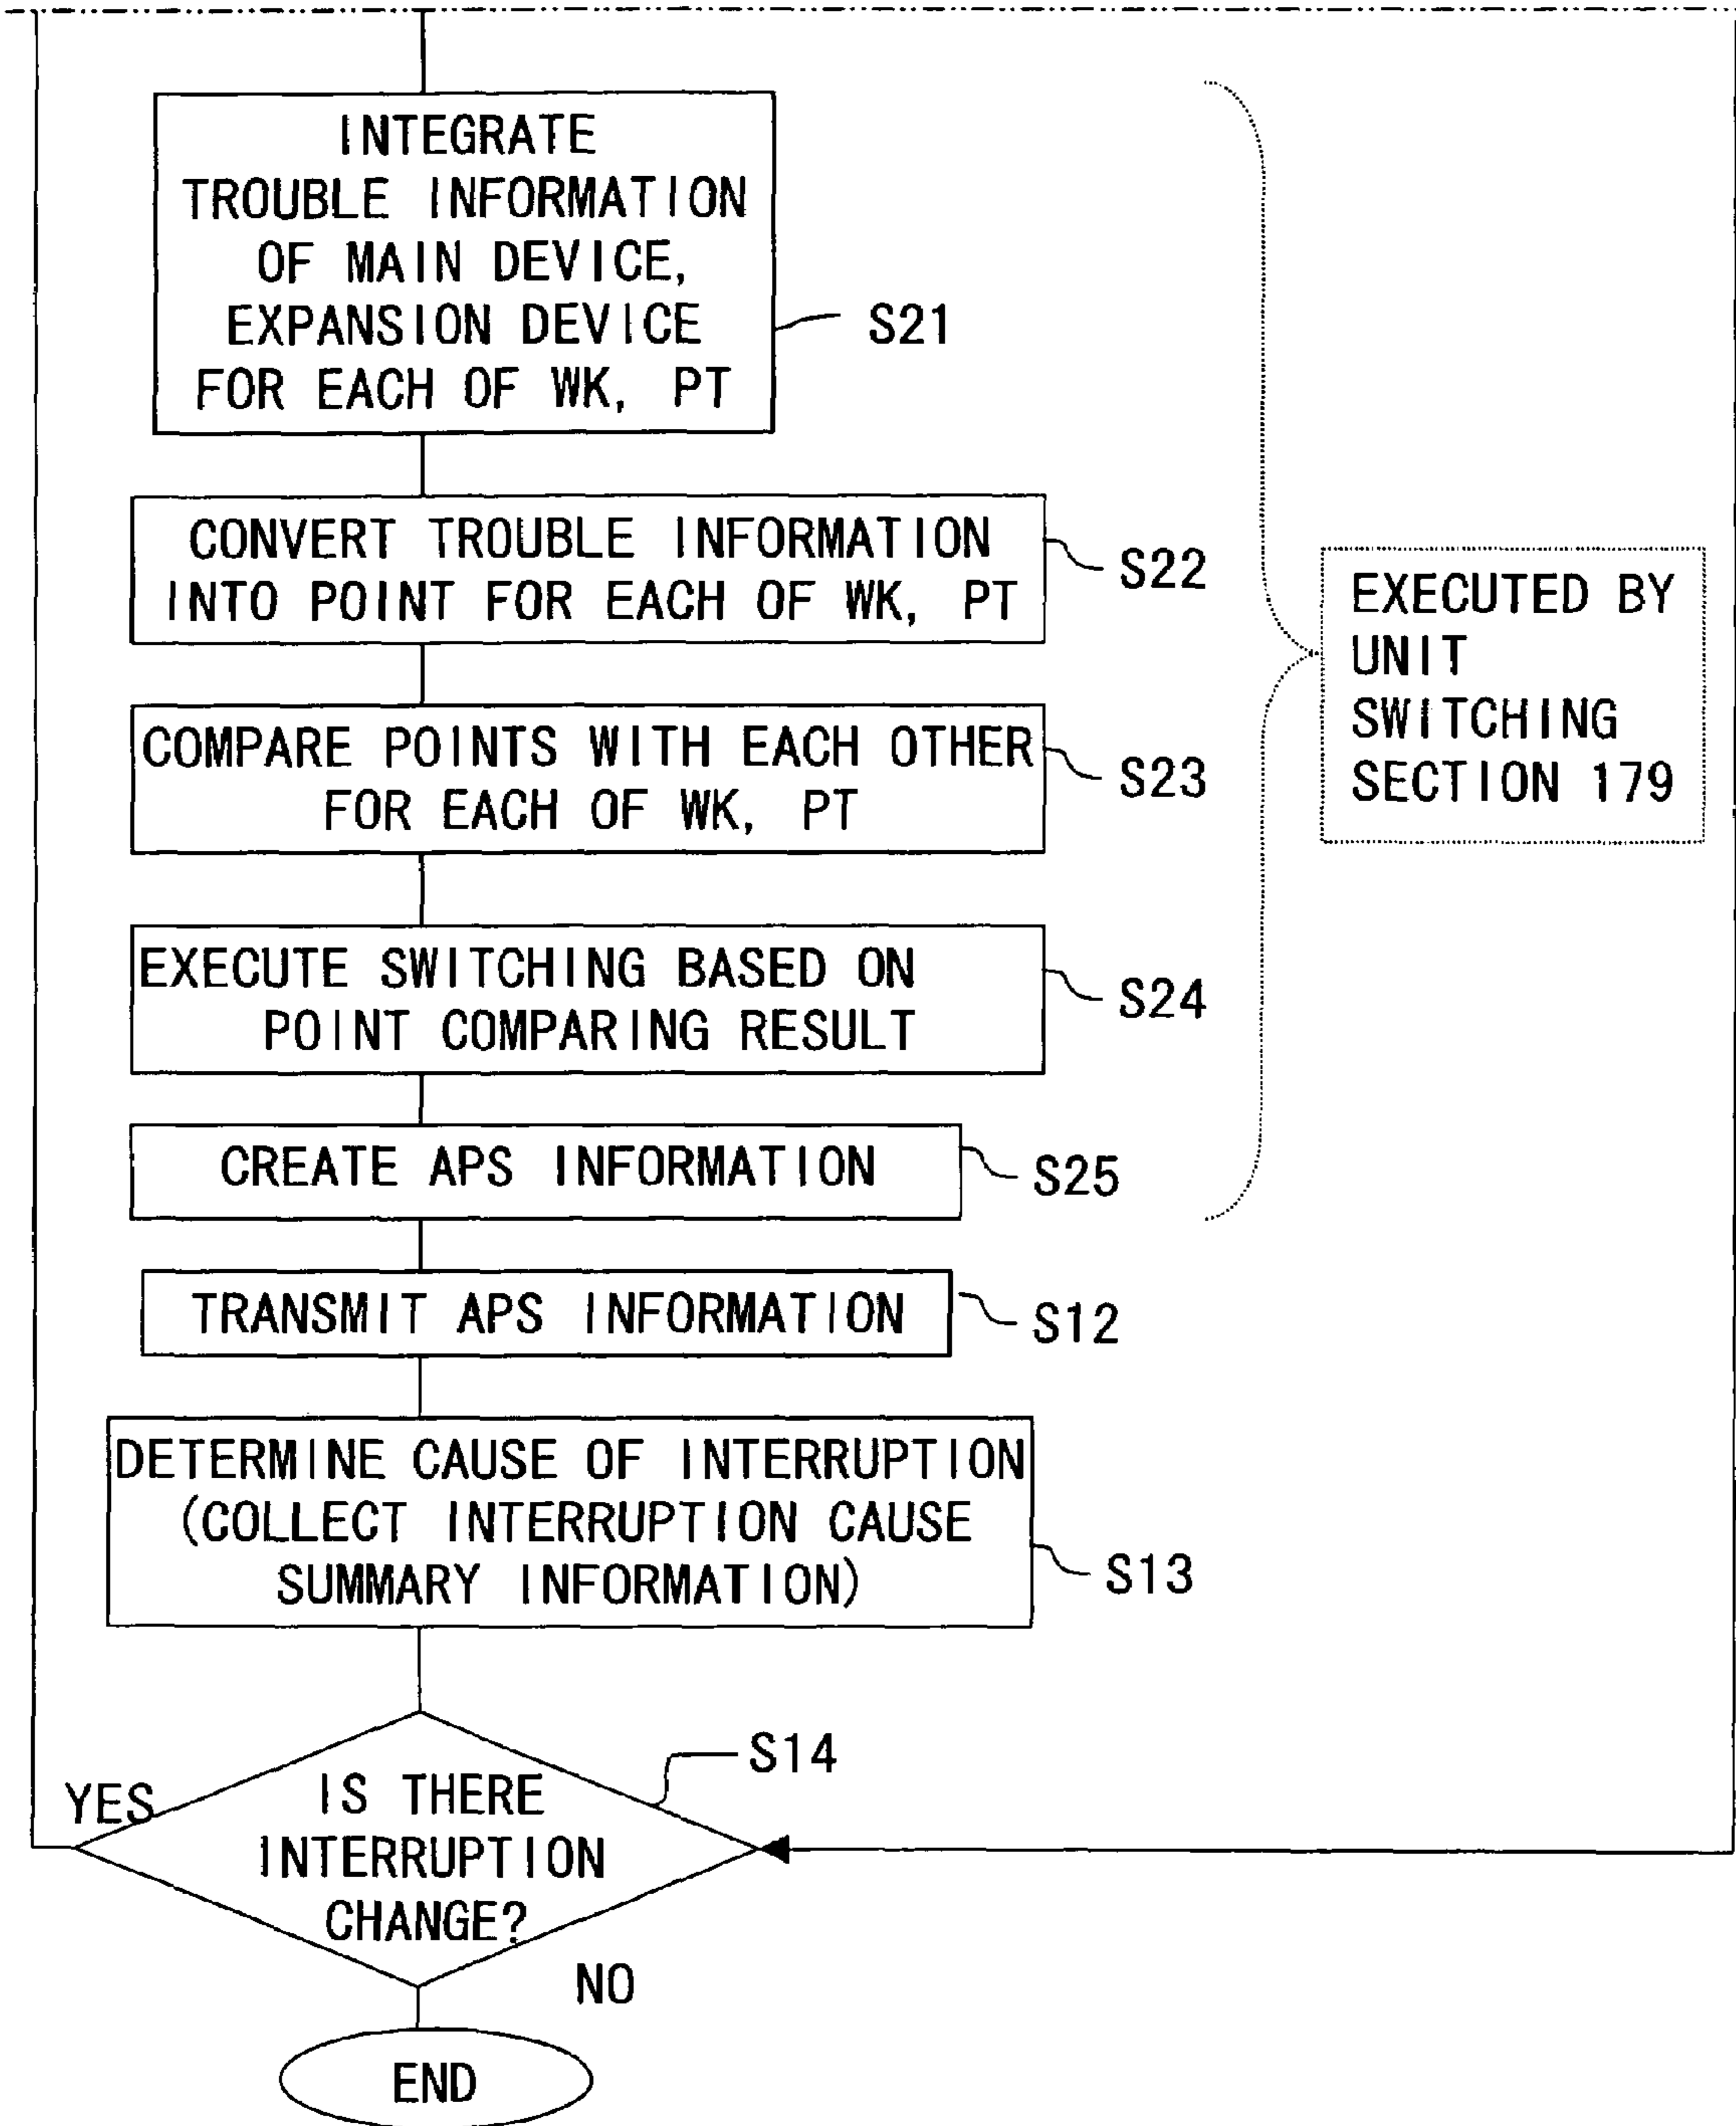 INTEGRATE
TROUBLE INFORMATION
OF MAIN DEVICE,
EXPANSION DEVICE
FOR EACH OF WK, PT
S21
CONVERT TROUBLE INFORMATION
INTO POINT FOR EACH OF WK, PT
S22
COMPARE POINTS WITH EACH OTHER
FOR EACH OF WK, PT
S23
EXECUTE SWITCHING BASED ON
POINT COMPARING RESULT
S24
CREATE APS INFORMATION
S25
EXECUTED BY
UNIT
SWITCHING
SECTION 179
TRANSMIT APS INFORMATION
S12
DETERMINE CAUSE OF INTERRUPTION
(COLLECT INTERRUPTION CAUSE
SUMMARY INFORMATION)
S13
IS THERE
INTERRUPTION
CHANGE?
S14
YES
NO
END